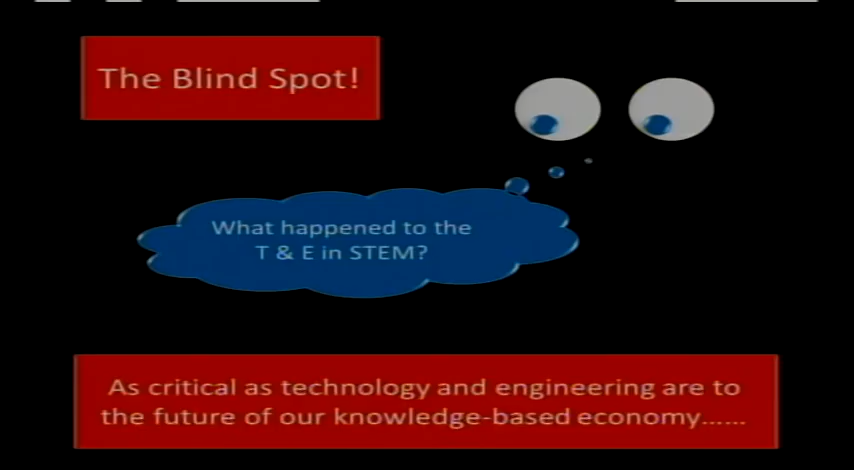 The Blind Spot!
What happened to the
T & E in STEM?
As critical as technology and engineering are to
the future of our knowledge-based economy......